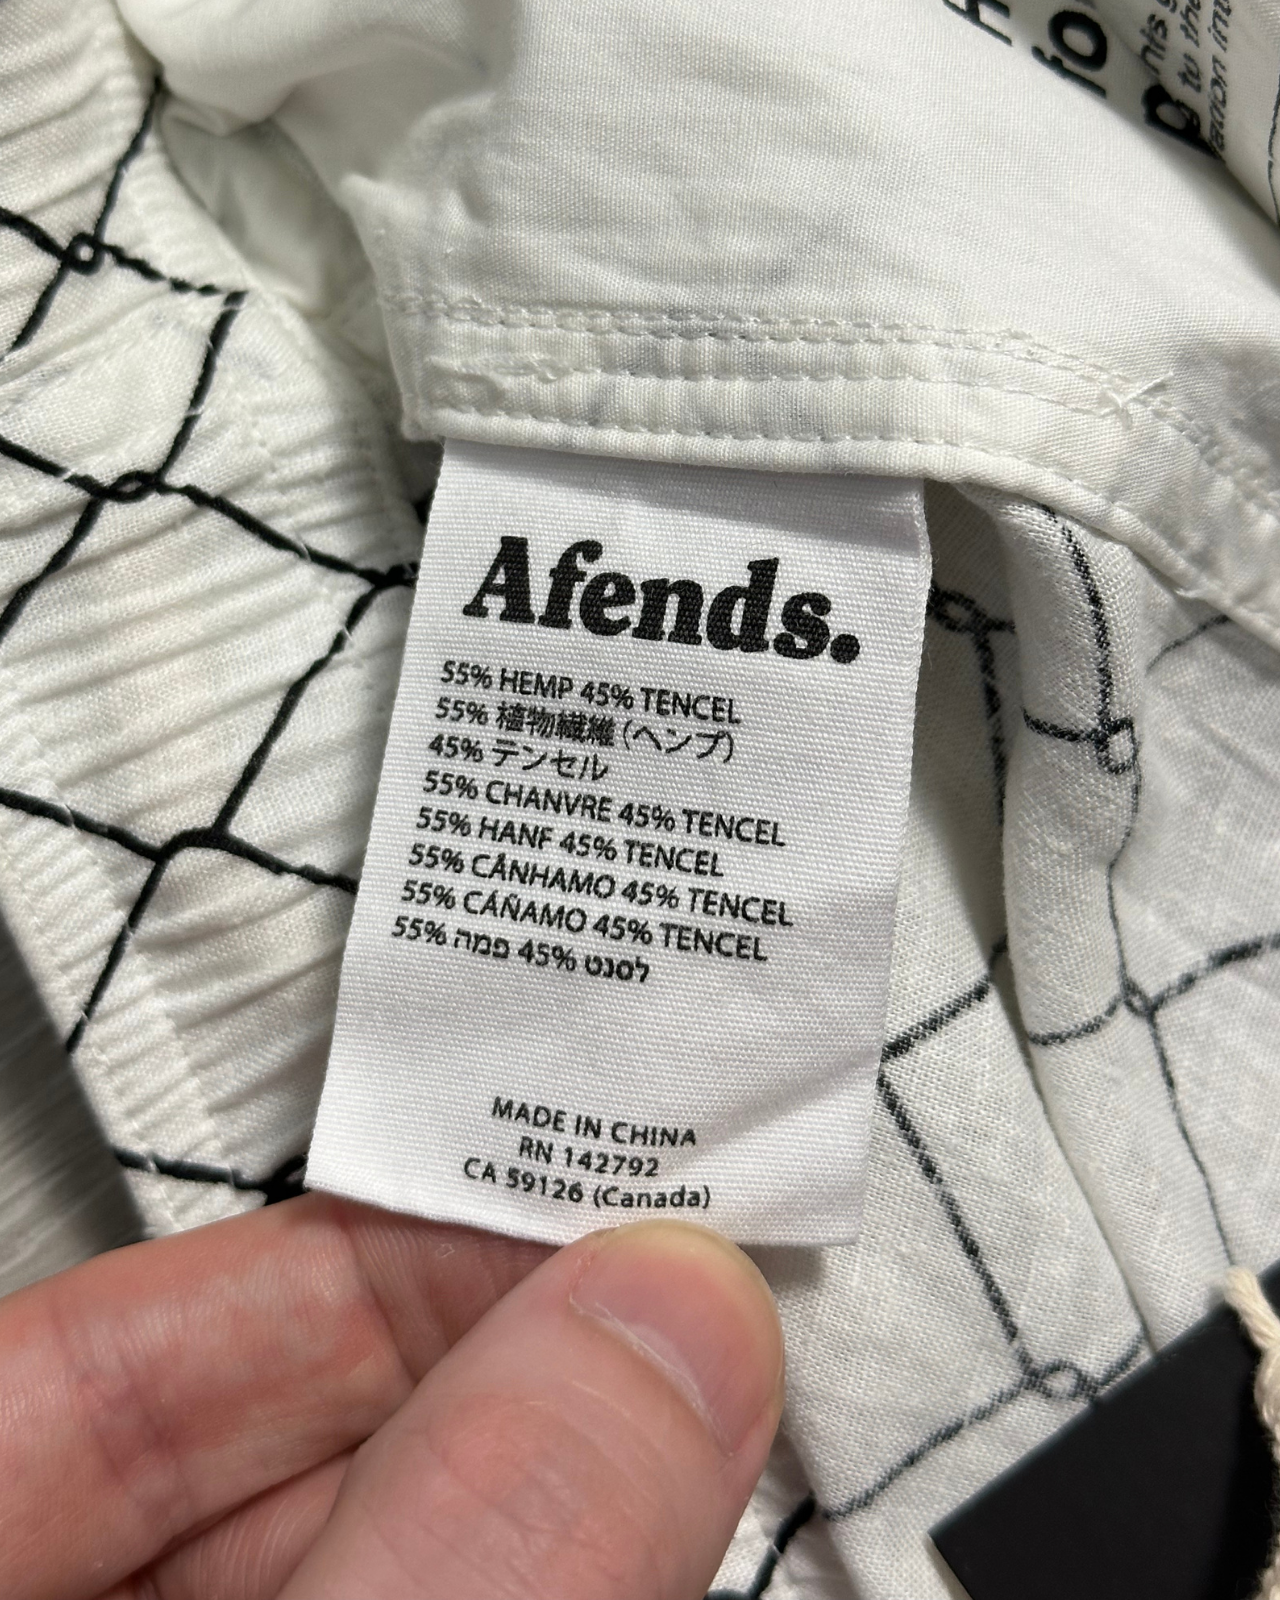 Afends.
55% HEMP 45% TENCEL
55% 植物繊維 (ヘンプ)
45% テンセル
55% CHANVRE 45% TENCEL
55% HANF 45% TENCEL
55% CÂNHAMO 45% TENCEL
55% CÁÑAMO 45% TENCEL
55% פמה 45% לסנט
MADE IN CHINA
RN 142792
CA 59126 (Canada)
to the